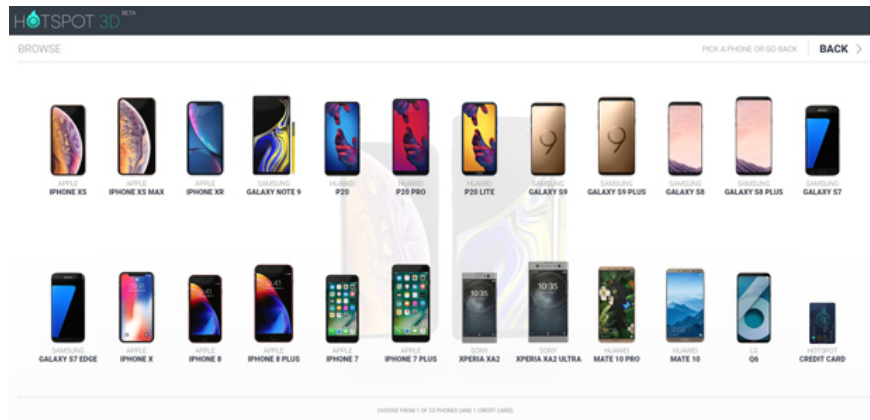 HOTSPOT 3D BETA
BROWSE
PICK A PHONE OR GO BACK
BACK >
APPLE
IPHONE XS
APPLE
IPHONE XS MAX
APPLE
IPHONE XR
SAMSUNG
GALAXY NOTE 9
HUAWEI
P20
HUAWEI
P20 PRO
HUAWEI
P20 LITE
SAMSUNG
GALAXY S9
SAMSUNG
GALAXY S9 PLUS
SAMSUNG
GALAXY S8
SAMSUNG
GALAXY S8 PLUS
SAMSUNG
GALAXY S7
SAMSUNG
GALAXY S7 EDGE
APPLE
IPHONE X
APPLE
IPHONE 8
APPLE
IPHONE 8 PLUS
APPLE
IPHONE 7
APPLE
IPHONE 7 PLUS
10:35
SONY
XPERIA XA2
10:35
SONY
XPERIA XA2 ULTRA
HUAWEI
MATE 10 PRO
HUAWEI
MATE 10
LG
Q6
HOTSPOT
CREDIT CARD
CHOOSE FROM 1 OF 23 PHONES (AND 1 CREDIT CARD)